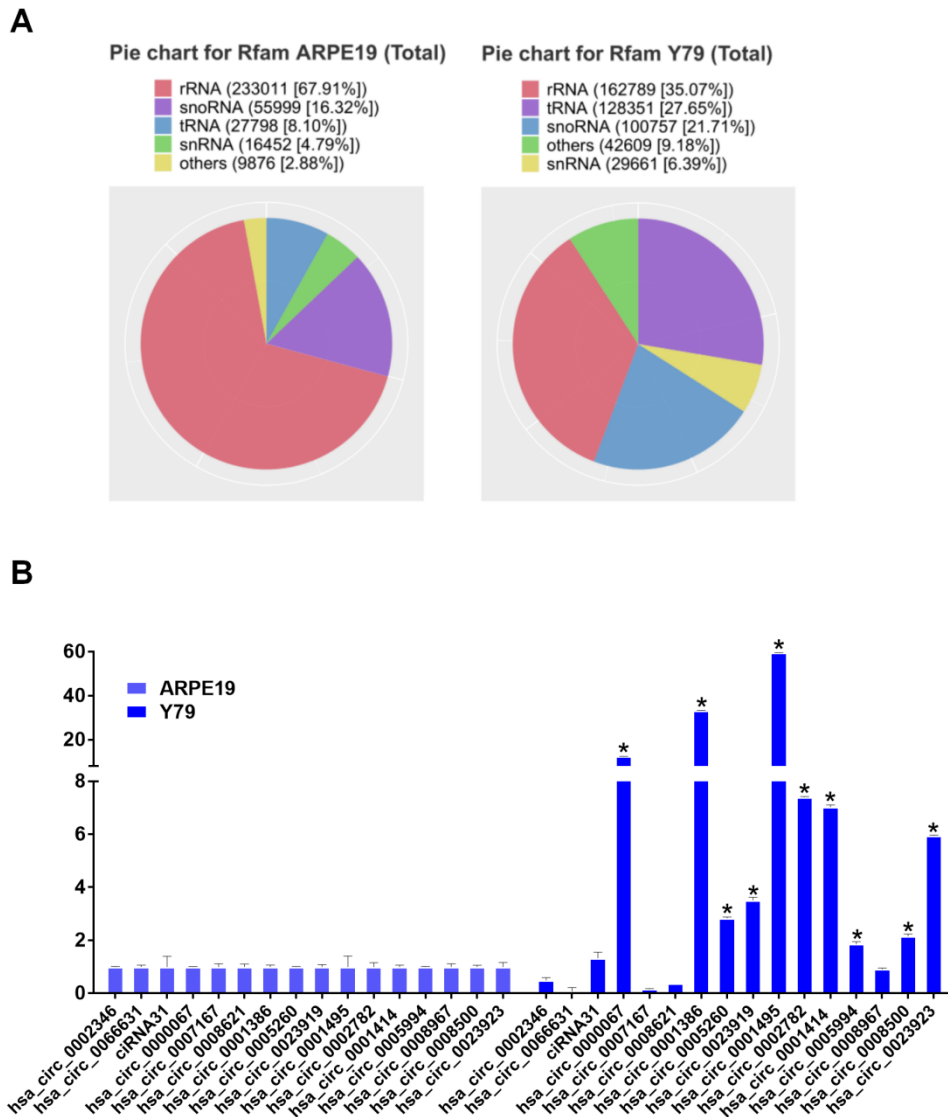 A
Pie chart for Rfam ARPE19 (Total)
rRNA (233011 [67.91%])
snoRNA (55999 [16.32%])
tRNA (27798 [8.10%])
snRNA (16452 [4.79%])
others (9876 [2.88%])
Pie chart for Rfam Y79 (Total)
rRNA (162789 [35.07%])
tRNA (128351 [27.65%])
snoRNA (100757 [21.71%])
others (42609 [9.18%])
snRNA (29661 [6.39%])
B
60
40
20
8
6
4
2
0
ARPE19
Y79
*
*
*
*
*
*
*
*
*
*
hsa_circ_0002346
hsa_circ_0066631
ciRNA31
hsa_circ_0000067
hsa_circ_0007167
hsa_circ_0008621
hsa_circ_0001386
hsa_circ_0005260
hsa_circ_0023919
hsa_circ_0001495
hsa_circ_0002782
hsa_circ_0001414
hsa_circ_0005994
hsa_circ_0008967
hsa_circ_0008500
hsa_circ_0023923
hsa_circ_0002346
hsa_circ_0066631
ciRNA31
hsa_circ_0000067
hsa_circ_0007167
hsa_circ_0008621
hsa_circ_0001386
hsa_circ_0005260
hsa_circ_0023919
hsa_circ_0001495
hsa_circ_0002782
hsa_circ_0001414
hsa_circ_0005994
hsa_circ_0008967
hsa_circ_0008500
hsa_circ_0023923